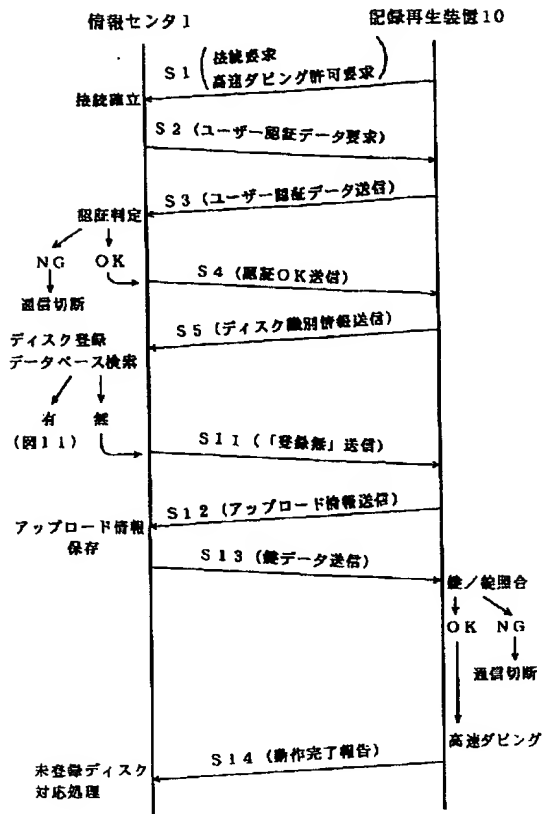 情報センタ1
記録再生装置10
S1
接続要求
高速ダビング許可要求
接続確立
S2(ユーザー認証データ要求)
S3(ユーザー認証データ送信)
認証判定
NG OK
S4(認証OK送信)
通信切断
S5(ディスク識別情報送信)
ディスク登録
データベース検索
有 無
(図11)
S11(「登録無」送信)
S12(アップロード情報送信)
アップロード情報
保存
S13(鍵データ送信)
鍵/錠照合
OK NG
通信切断
高速ダビング
S14(動作完了報告)
未登録ディスク
対応処理